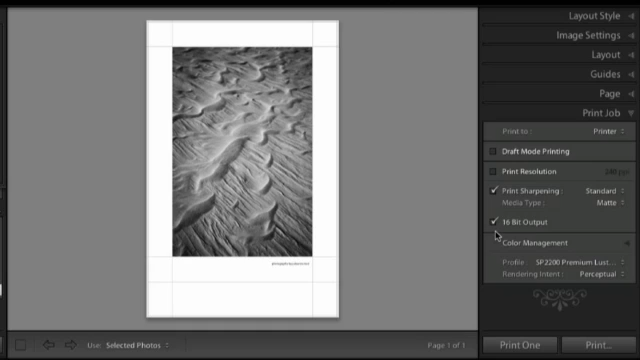 Layout Style
Image Settings
Layout
Guides
Page
Print Job
Print to : Printer
Draft Mode Printing
Print Resolution 240 ppi
Print Sharpening : Standard
Media Type : Matte
16 Bit Output
Color Management
Profile : SP2200 Premium Lust...
Rendering Intent : Perceptual
Use: Selected Photos
Page 1 of 1
Print One
Print...